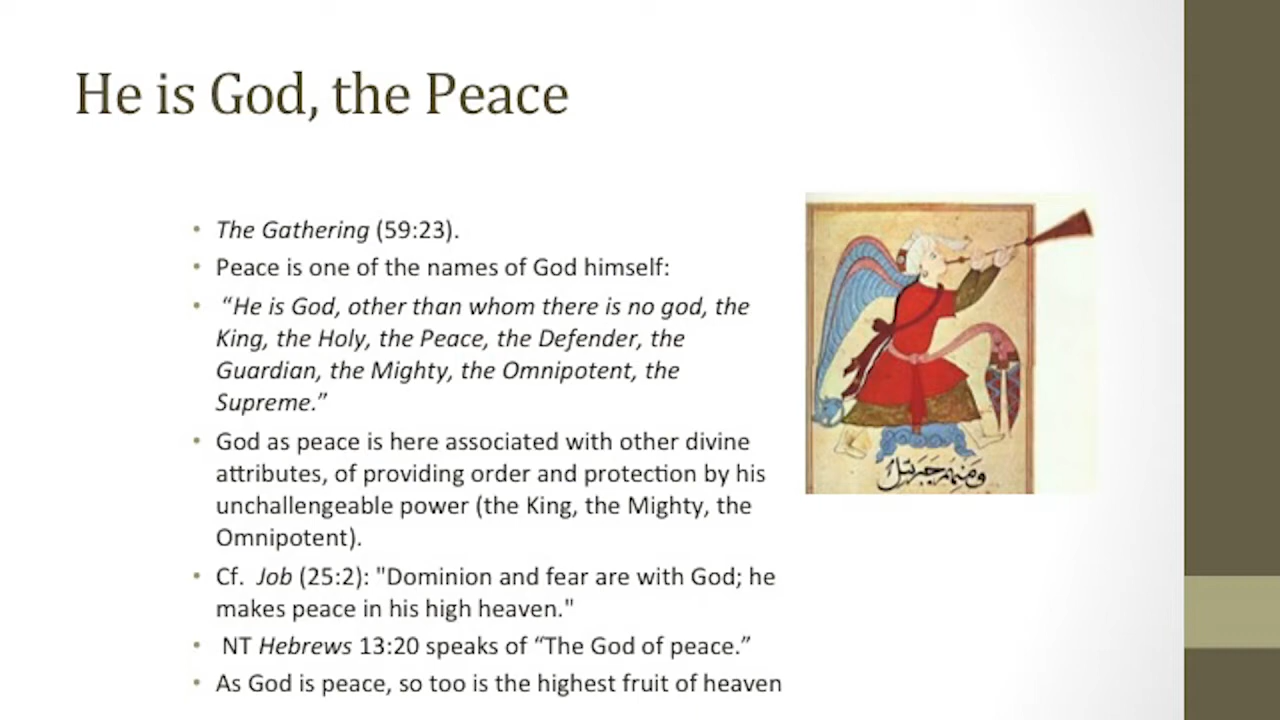 He is God, the Peace
• The Gathering (59:23).
• Peace is one of the names of God himself:
• “He is God, other than whom there is no god, the
King, the Holy, the Peace, the Defender, the
Guardian, the Mighty, the Omnipotent, the
Supreme.”
• God as peace is here associated with other divine
attributes, of providing order and protection by his
unchallengeable power (the King, the Mighty, the
Omnipotent).
• Cf. Job (25:2): "Dominion and fear are with God; he
makes peace in his high heaven."
• NT Hebrews 13:20 speaks of “The God of peace.”
• As God is peace, so too is the highest fruit of heaven
ومنهم جبريل